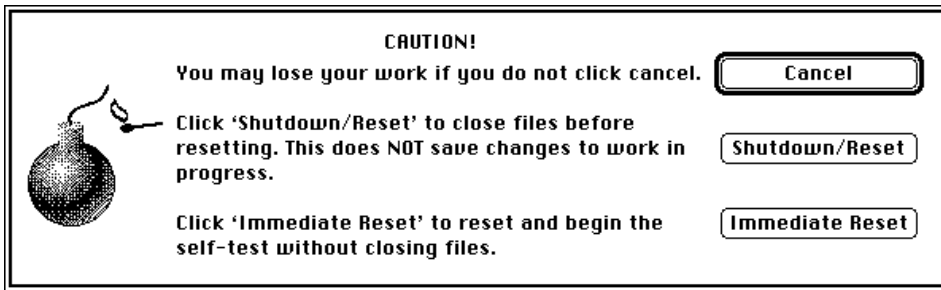 CAUTION!
You may lose your work if you do not click cancel.
Cancel
Click ‘Shutdown/Reset’ to close files before
resetting. This does NOT save changes to work in
progress.
Shutdown/Reset
Click ‘Immediate Reset’ to reset and begin the
self-test without closing files.
Immediate Reset